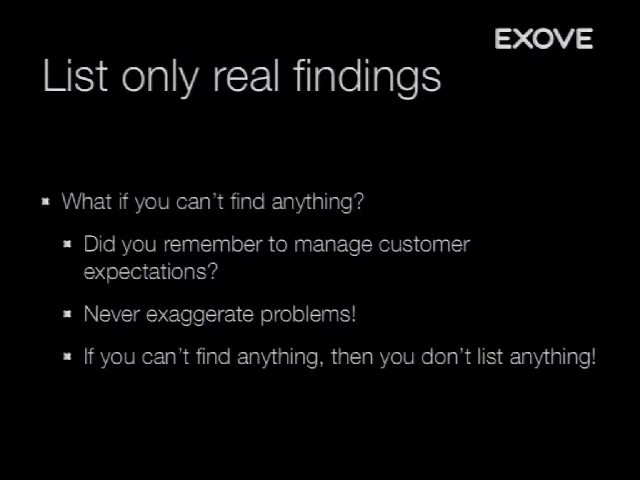 EXOVE
List only real findings
What if you can't find anything?
Did you remember to manage customer
expectations?
Never exaggerate problems!
If you can't find anything, then you don't list anything!